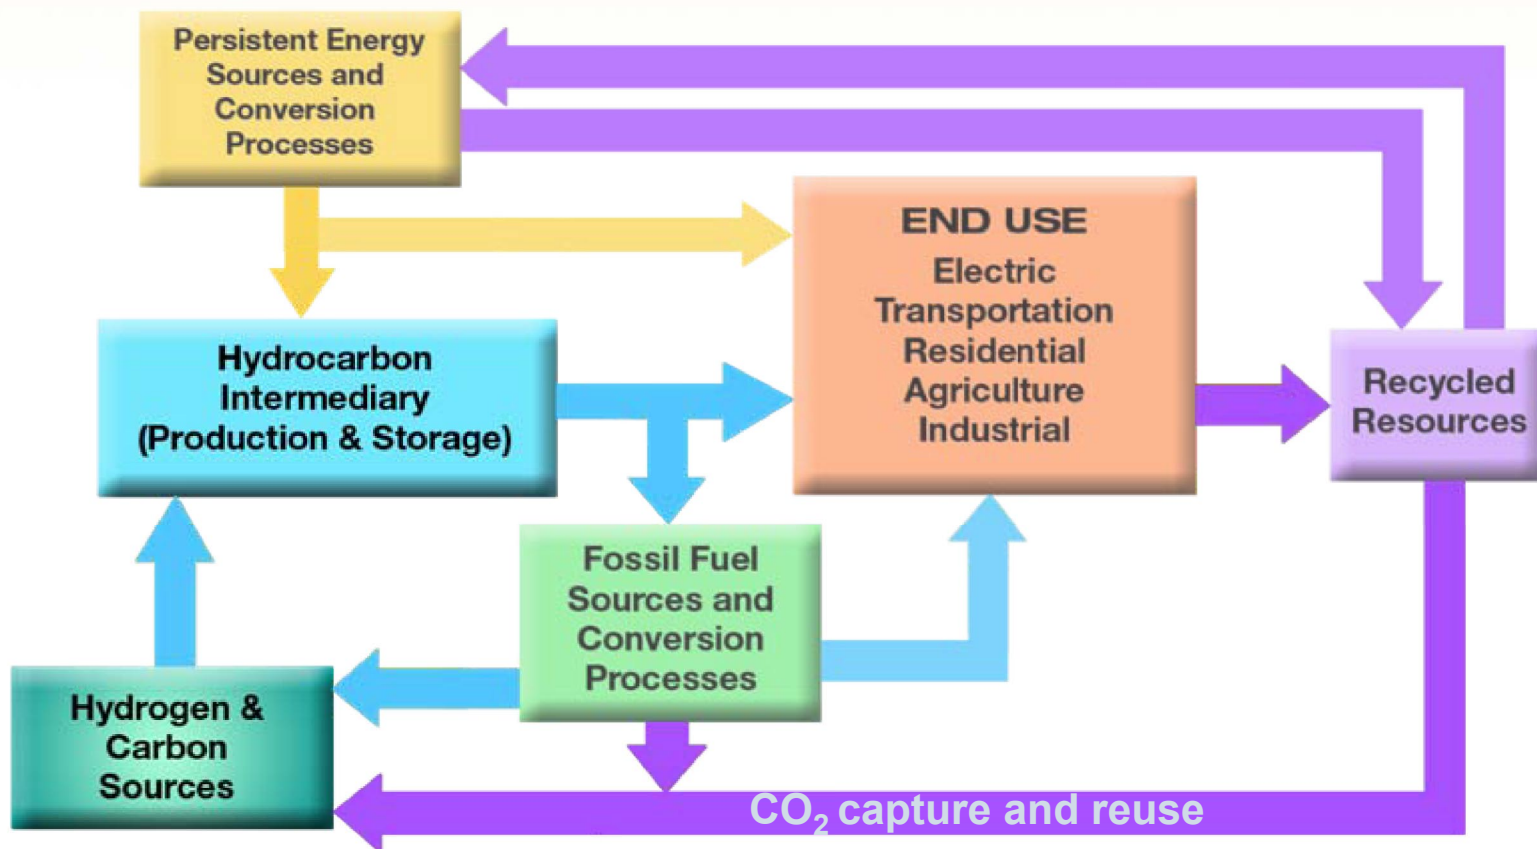 Persistent Energy
Sources and
Conversion
Processes
END USE
Electric
Transportation
Residential
Agriculture
Industrial
Hydrocarbon
Intermediary
(Production & Storage)
Recycled
Resources
Fossil Fuel
Sources and
Conversion
Processes
Hydrogen &
Carbon
Sources
CO₂ capture and reuse